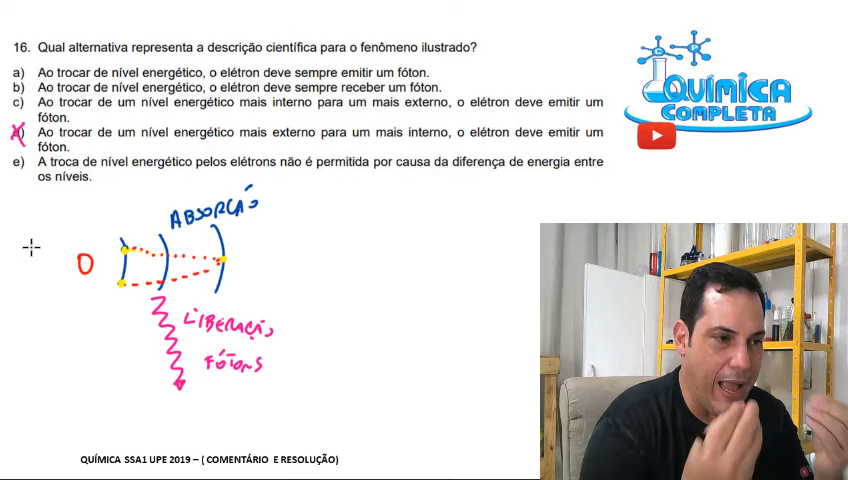 16. Qual alternativa representa a descrição científica para o fenômeno ilustrado?
a) Ao trocar de nível energético, o elétron deve sempre emitir um fóton.
b) Ao trocar de nível energético, o elétron deve sempre receber um fóton.
c) Ao trocar de um nível energético mais interno para um mais externo, o elétron deve emitir um
fóton.
d) Ao trocar de um nível energético mais externo para um mais interno, o elétron deve emitir um
fóton.
e) A troca de nível energético pelos elétrons não é permitida por causa da diferença de energia entre
os níveis.
C P
QUÍMICA
COMPLETA
ABSORÇÃO
O
LIBERAÇÃO
FÓTONS
QUÍMICA SSA1 UPE 2019 – ( COMENTÁRIO E RESOLUÇÃO)